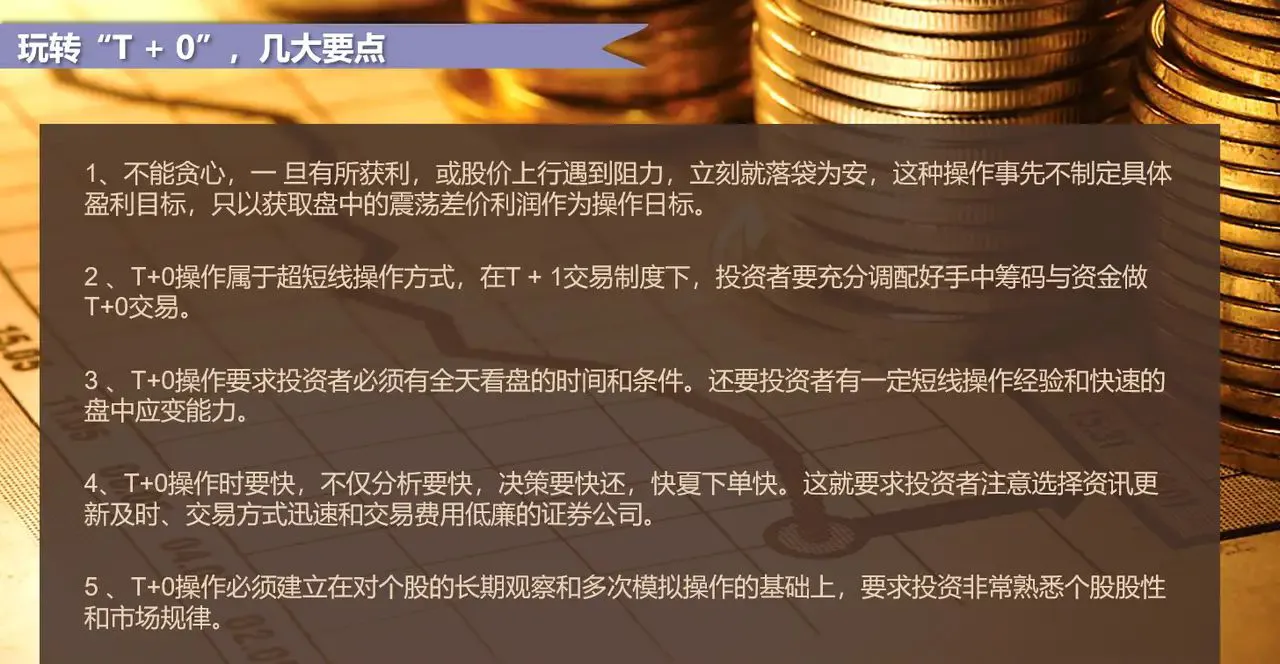 玩转“T + 0”，几大要点
1、不能贪心，一 旦有所获利，或股价上行遇到阻力，立刻就落袋为安，这种操作事先不制定具体
盈利目标，只以获取盘中的震荡差价利润作为操作日标。
2 、T+0操作属于超短线操作方式，在T + 1交易制度下，投资者要充分调配好手中筹码与资金做
T+0交易。
3 、T+0操作要求投资者必须有全天看盘的时间和条件。还要投资者有一定短线操作经验和快速的
盘中应变能力。
4、T+0操作时要快，不仅分析要快，决策要快还，快夏下单快。这就要求投资者注意选择资讯更
新及时、交易方式迅速和交易费用低廉的证券公司。
5 、T+0操作必须建立在对个股的长期观察和多次模拟操作的基础上，要求投资非常熟悉个股股性
和市场规律。
15.05
11.05
04.04
02.05
15.31